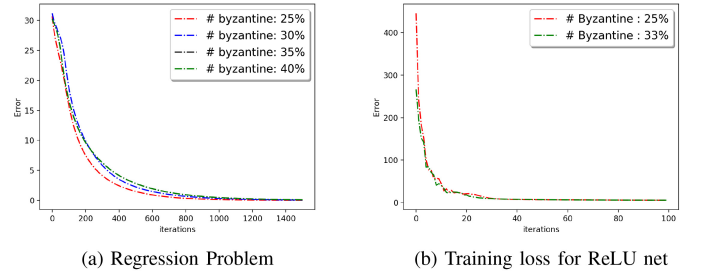 # byzantine: 25%
# byzantine: 30%
# byzantine: 35%
# byzantine: 40%
30
25
20
15
10
5
0
Error
0 200 400 600 800 1000 1200 1400
iterations
(a) Regression Problem
# Byzantine : 25%
# Byzantine : 33%
400
300
200
100
0
Error
0 20 40 60 80 100
iterations
(b) Training loss for ReLU net